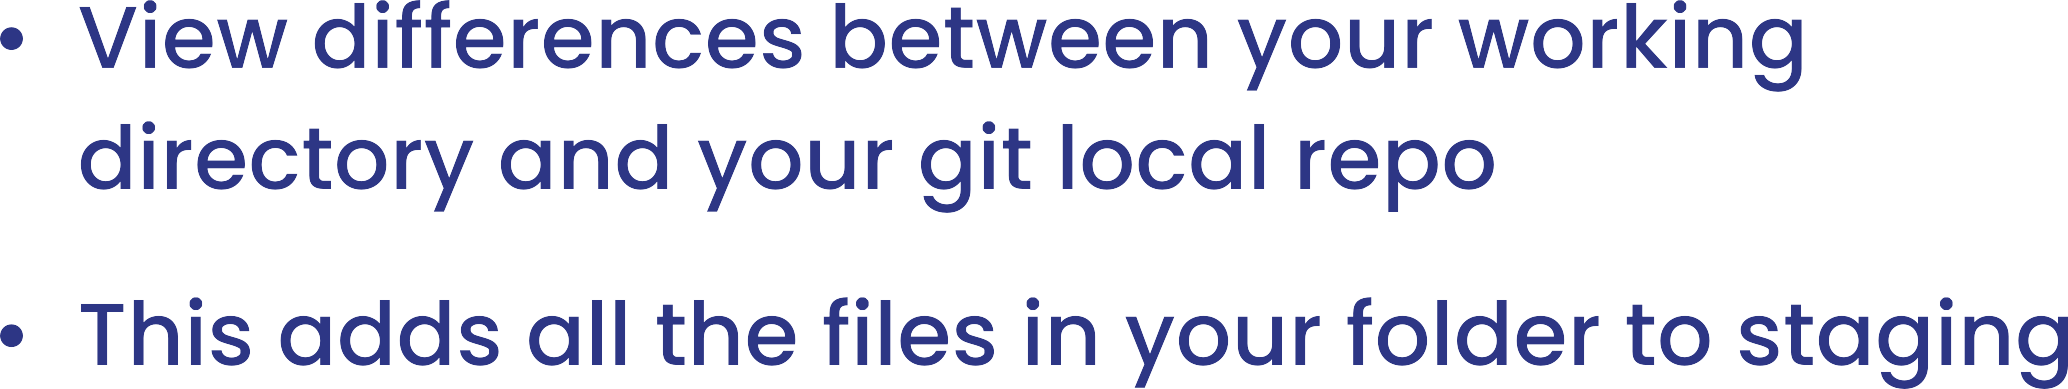 • View differences between your working
directory and your git local repo
• This adds all the files in your folder to staging